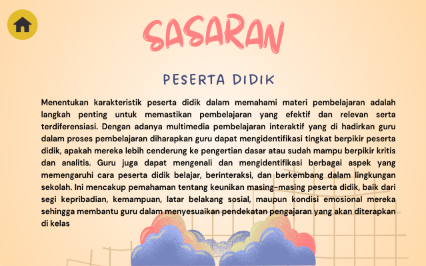 SASARAN
PESERTA DIDIK
Menentukan karakteristik peserta didik dalam memahami materi pembelajaran adalah
langkah penting untuk memastikan pembelajaran yang efektif dan relevan serta
terdiferensiasi. Dengan adanya multimedia pembelajaran interaktif yang di hadirkan guru
dalam proses pembelajaran diharapkan guru dapat mengidentifikasi tingkat berpikir peserta
didik, apakah mereka lebih cenderung ke pengertian dasar atau sudah mampu berpikir kritis
dan analitis. Guru juga dapat mengenali dan mengidentifikasi berbagai aspek yang
memengaruhi cara peserta didik belajar, berinteraksi, dan berkembang dalam lingkungan
sekolah. Ini mencakup pemahaman tentang keunikan masing-masing peserta didik, baik dari
segi kepribadian, kemampuan, latar belakang sosial, maupun kondisi emosional mereka
sehingga membantu guru dalam menyesuaikan pendekatan pengajaran yang akan diterapkan
di kelas